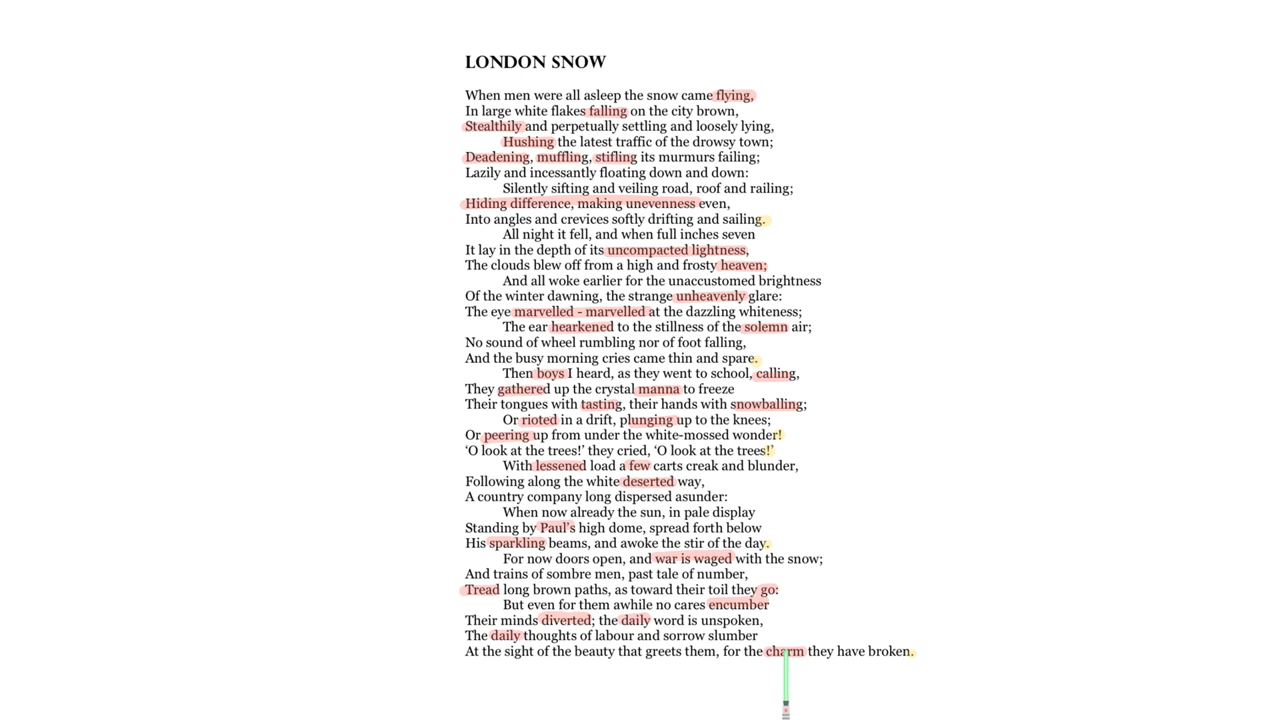 LONDON SNOW
When men were all asleep the snow came flying,
In large white flakes falling on the city brown,
Stealthily and perpetually settling and loosely lying,
Hushing the latest traffic of the drowsy town;
Deadening, muffling, stifling its murmurs failing;
Lazily and incessantly floating down and down:
Silently sifting and veiling road, roof and railing;
Hiding difference, making unevenness even,
Into angles and crevices softly drifting and sailing.
All night it fell, and when full inches seven
It lay in the depth of its uncompacted lightness,
The clouds blew off from a high and frosty heaven;
And all woke earlier for the unaccustomed brightness
Of the winter dawning, the strange unheavenly glare:
The eye marvelled - marvelled at the dazzling whiteness;
The ear hearkened to the stillness of the solemn air;
No sound of wheel rumbling nor of foot falling,
And the busy morning cries came thin and spare.
Then boys I heard, as they went to school, calling,
They gathered up the crystal manna to freeze
Their tongues with tasting, their hands with snowballing;
Or rioted in a drift, plunging up to the knees;
Or peering up from under the white-mossed wonder!
‘O look at the trees!’ they cried, ‘O look at the trees!’
With lessened load a few carts creak and blunder,
Following along the white deserted way,
A country company long dispersed asunder:
When now already the sun, in pale display
Standing by Paul's high dome, spread forth below
His sparkling beams, and awoke the stir of the day.
For now doors open, and war is waged with the snow;
And trains of sombre men, past tale of number,
Tread long brown paths, as toward their toil they go:
But even for them awhile no cares encumber
Their minds diverted; the daily word is unspoken,
The daily thoughts of labour and sorrow slumber
At the sight of the beauty that greets them, for the charm they have broken.